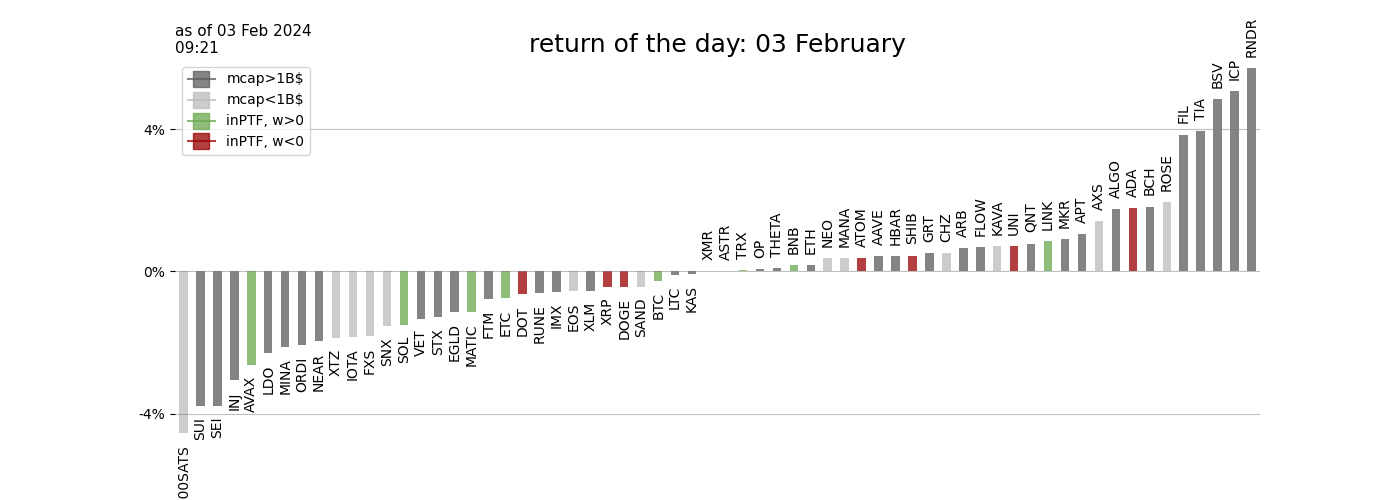 as of 03 Feb 2024
09:21
return of the day: 03 February
mcap>1B$
mcap<1B$
inPTF, w>0
inPTF, w<0
4%
0%
-4%
00SATS
SUI
SEI
INJ
AVAX
LDO
MINA
ORDI
NEAR
XTZ
IOTA
FXS
SNX
SOL
VET
STX
EGLD
MATIC
FTM
ETC
DOT
RUNE
IMX
EOS
XLM
XRP
DOGE
SAND
BTC
LTC
KAS
XMR
ASTR
TRX
OP
THETA
BNB
ETH
NEO
MANA
ATOM
AAVE
HBAR
SHIB
GRT
CHZ
ARB
FLOW
KAVA
UNI
QNT
LINK
MKR
APT
AXS
ALGO
ADA
BCH
ROSE
FIL
TIA
BSV
ICP
RNDR